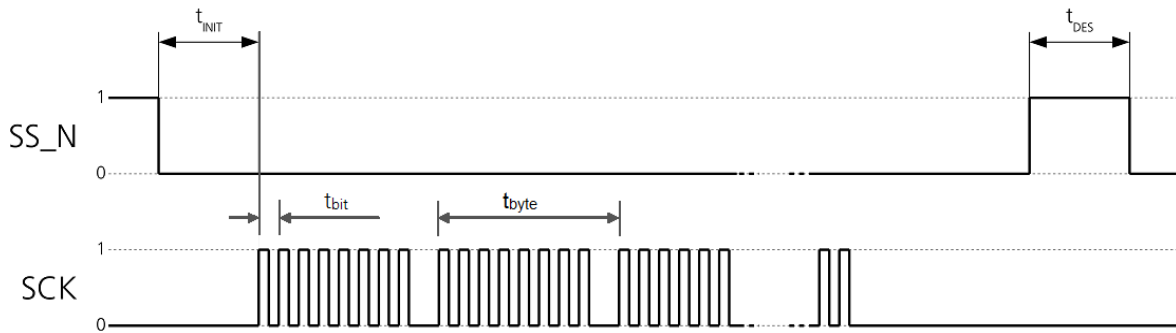 tINIT
tDES
1
SS_N
0
tbit
tbyte
1
SCK
0